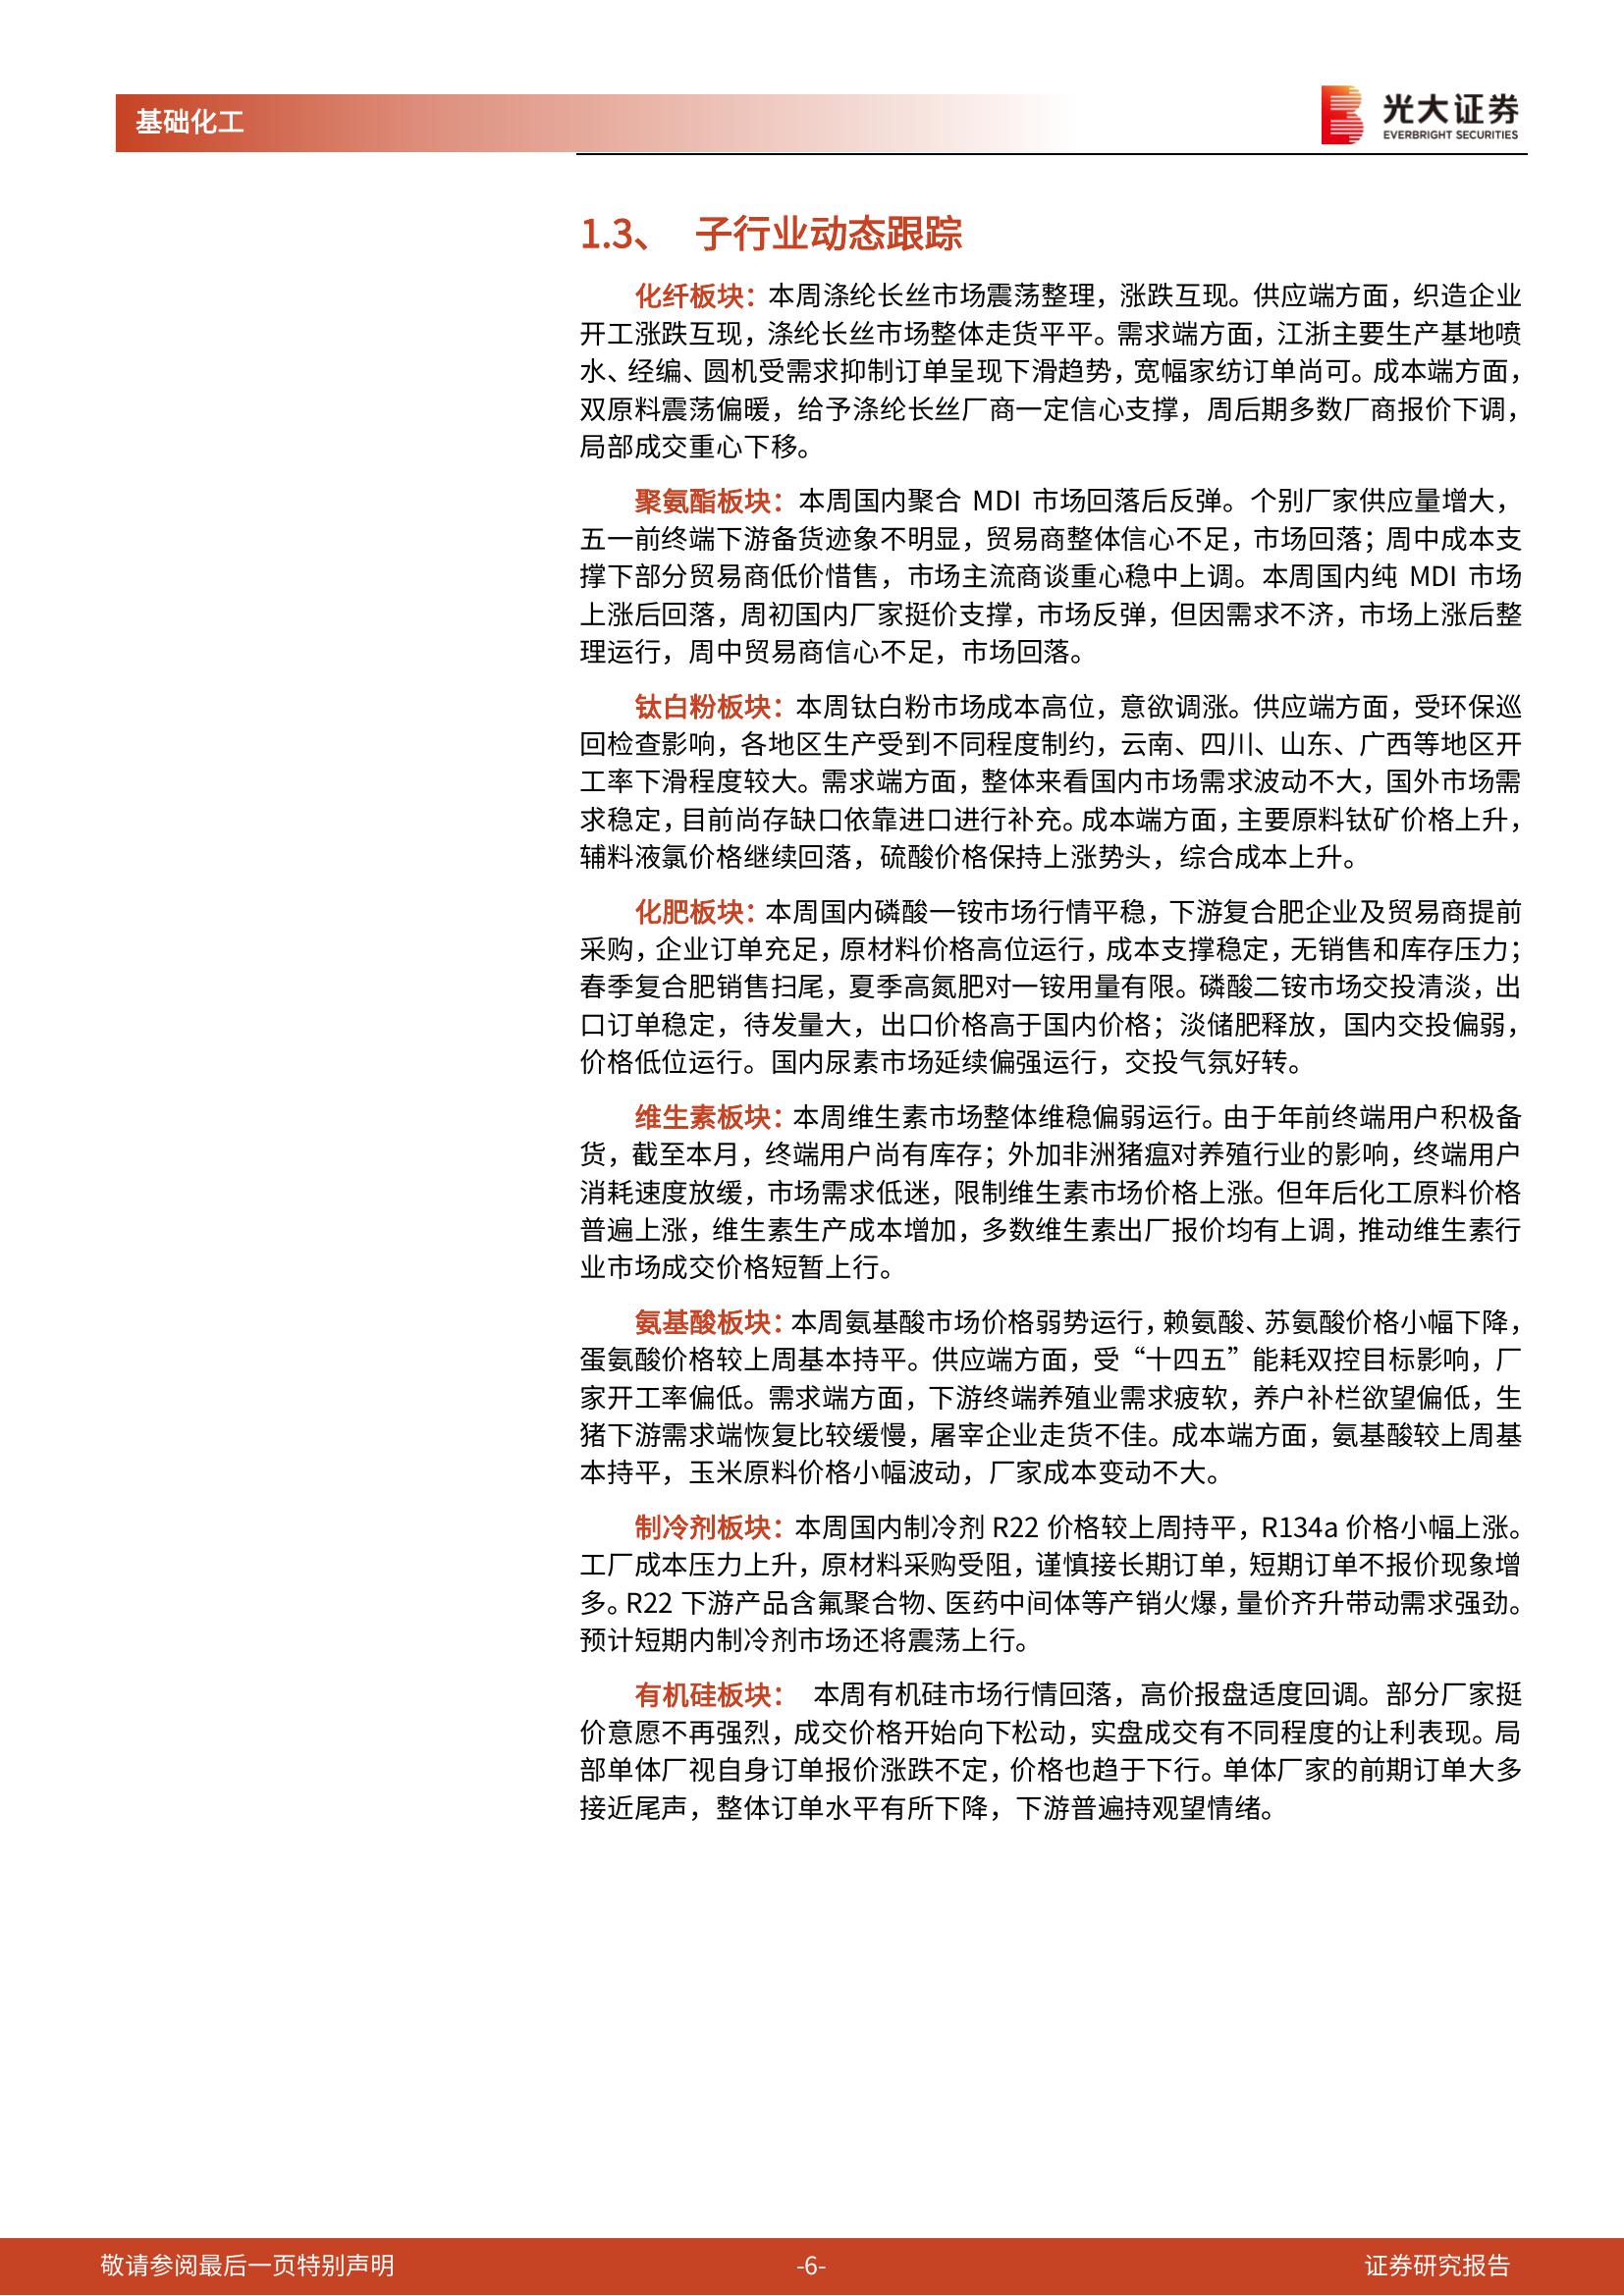 基础化工
光大证券
EVERBRIGHT SECURITIES
1.3、 子行业动态跟踪
化纤板块：本周涤纶长丝市场震荡整理，涨跌互现。供应端方面，织造企业
开工涨跌互现，涤纶长丝市场整体走货平平。需求端方面，江浙主要生产基地喷
水、经编、圆机受需求抑制订单呈现下滑趋势，宽幅家纺订单尚可。成本端方面，
双原料震荡偏暖，给予涤纶长丝厂商一定信心支撑，周后期多数厂商报价下调，
局部成交重心下移。
聚氨酯板块：本周国内聚合 MDI 市场回落后反弹。个别厂家供应量增大，
五一前终端下游备货迹象不明显，贸易商整体信心不足，市场回落；周中成本支
撑下部分贸易商低价惜售，市场主流商谈重心稳中上调。本周国内纯 MDI 市场
上涨后回落，周初国内厂家挺价支撑，市场反弹，但因需求不济，市场上涨后整
理运行，周中贸易商信心不足，市场回落。
钛白粉板块：本周钛白粉市场成本高位，意欲调涨。供应端方面，受环保巡
回检查影响，各地区生产受到不同程度制约，云南、四川、山东、广西等地区开
工率下滑程度较大。需求端方面，整体来看国内市场需求波动不大，国外市场需
求稳定，目前尚存缺口依靠进口进行补充。成本端方面，主要原料钛矿价格上升，
辅料液氯价格继续回落，硫酸价格保持上涨势头，综合成本上升。
化肥板块：本周国内磷酸一铵市场行情平稳，下游复合肥企业及贸易商提前
采购，企业订单充足，原材料价格高位运行，成本支撑稳定，无销售和库存压力；
春季复合肥销售扫尾，夏季高氮肥对一铵用量有限。磷酸二铵市场交投清淡，出
口订单稳定，待发量大，出口价格高于国内价格；淡储肥释放，国内交投偏弱，
价格低位运行。国内尿素市场延续偏强运行，交投气氛好转。
维生素板块：本周维生素市场整体维稳偏弱运行。由于年前终端用户积极备
货，截至本月，终端用户尚有库存；外加非洲猪瘟对养殖行业的影响，终端用户
消耗速度放缓，市场需求低迷，限制维生素市场价格上涨。但年后化工原料价格
普遍上涨，维生素生产成本增加，多数维生素出厂报价均有上调，推动维生素行
业市场成交价格短暂上行。
氨基酸板块：本周氨基酸市场价格弱势运行，赖氨酸、苏氨酸价格小幅下降，
蛋氨酸价格较上周基本持平。供应端方面，受“十四五”能耗双控目标影响，厂
家开工率偏低。需求端方面，下游终端养殖业需求疲软，养户补栏欲望偏低，生
猪下游需求端恢复比较缓慢，屠宰企业走货不佳。成本端方面，氨基酸较上周基
本持平，玉米原料价格小幅波动，厂家成本变动不大。
制冷剂板块：本周国内制冷剂 R22 价格较上周持平，R134a 价格小幅上涨。
工厂成本压力上升，原材料采购受阻，谨慎接长期订单，短期订单不报价现象增
多。R22 下游产品含氟聚合物、医药中间体等产销火爆，量价齐升带动需求强劲。
预计短期内制冷剂市场还将震荡上行。
有机硅板块： 本周有机硅市场行情回落，高价报盘适度回调。部分厂家挺
价意愿不再强烈，成交价格开始向下松动，实盘成交有不同程度的让利表现。局
部单体厂视自身订单报价涨跌不定，价格也趋于下行。单体厂家的前期订单大多
接近尾声，整体订单水平有所下降，下游普遍持观望情绪。
敬请参阅最后一页特别声明
-6-
证券研究报告